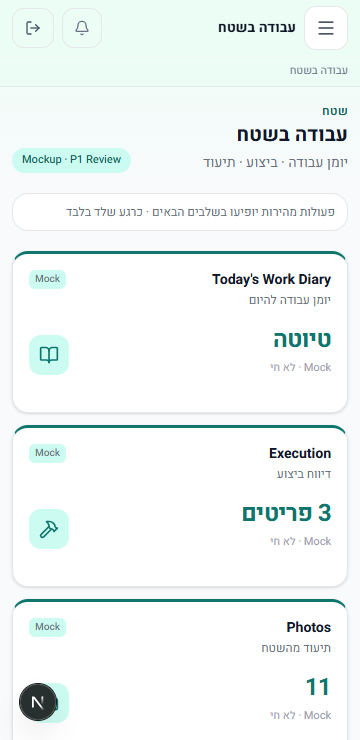 עבודה בשטח
עבודה בשטח
שטח
עבודה בשטח
יומן עבודה · ביצוע · תיעוד
Mockup · P1 Review
פעולות מהירות יופיעו בשלבים הבאים · כרגע שלד בלבד
Today's Work Diary
Mock
יומן עבודה להיום
טיוטה
Mock · לא חי
Execution
Mock
דיווח ביצוע
3 פריטים
Mock · לא חי
Photos
Mock
תיעוד מהשטח
11
Mock · לא חי
N